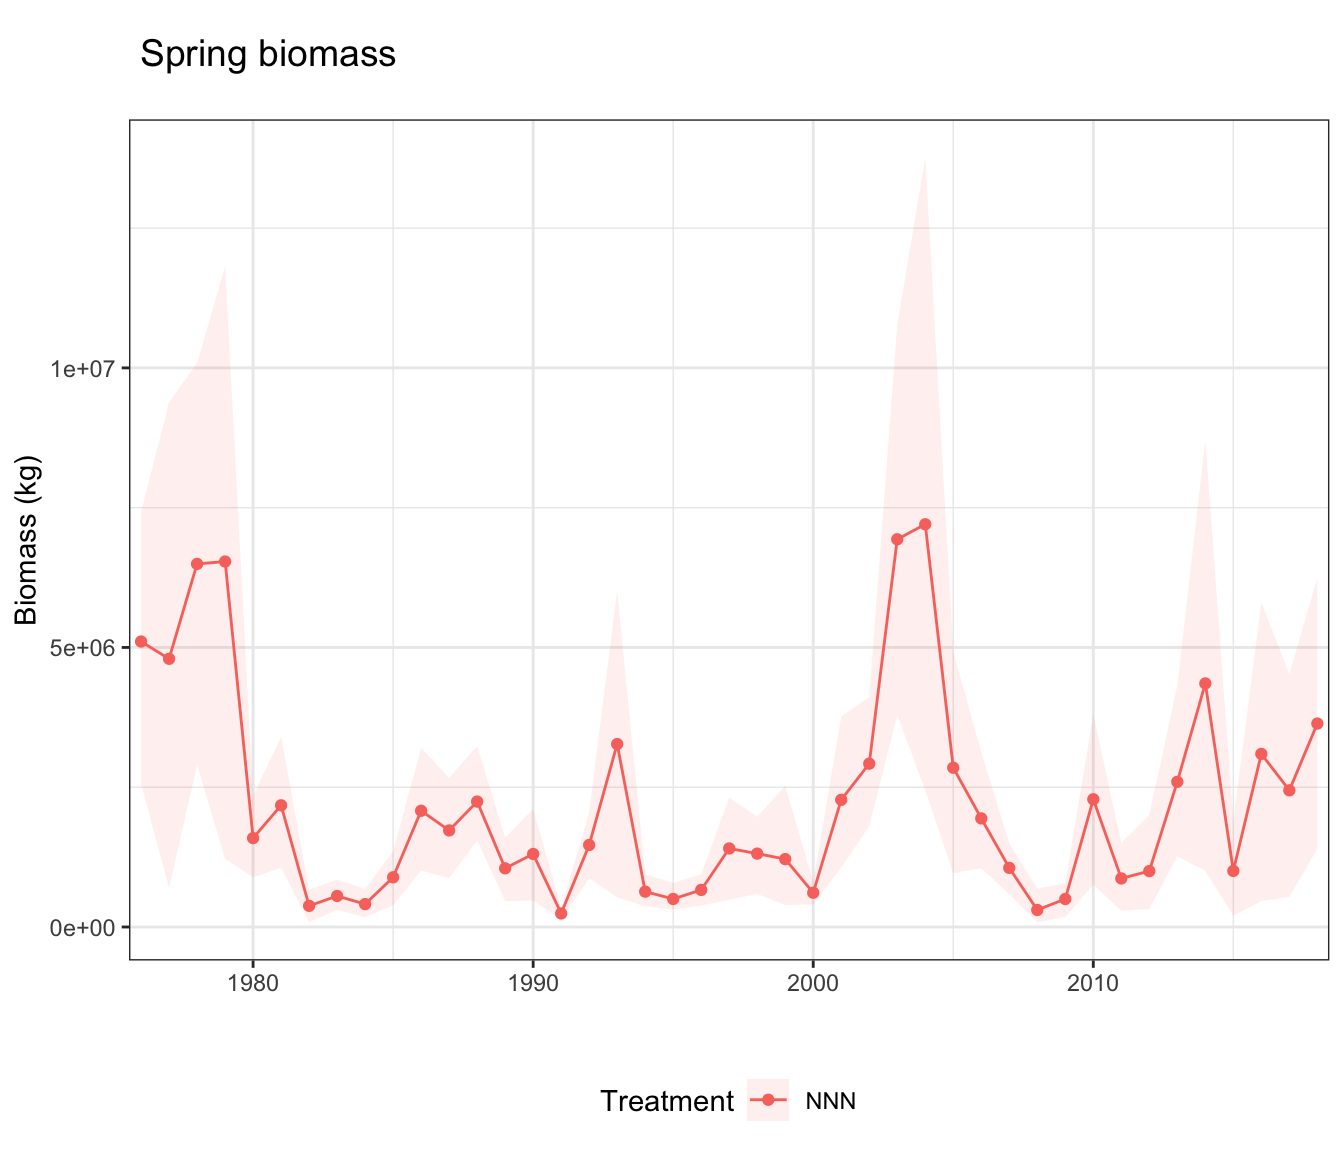 Spring biomass
Biomass (kg)
1e+07
5e+06
0e+00
1980 1990 2000 2010
Treatment NNN